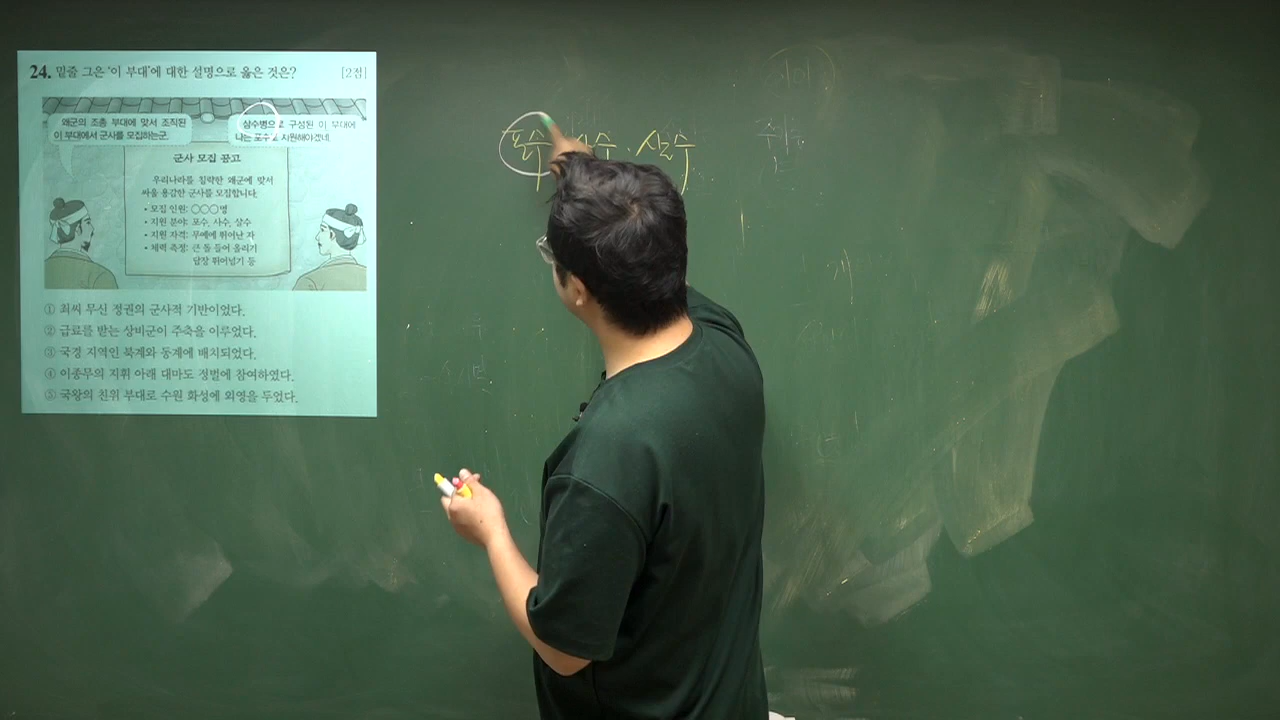 24. 밑줄 그은 '이 부대'에 대한 설명으로 옳은 것은? [2점]
왜군의 조총 부대에 맞서 조직된
이 부대에서 군사를 모집하는군.
삼수병으로 구성된 이 부대에
나는 포수로 지원해야겠네.
군사 모집 공고
우리나라를 침략한 왜군에 맞서
싸울 용감한 군사를 모집합니다.
• 모집 인원: ○○○명
• 지원 분야: 포수, 사수, 살수
• 지원 자격: 무예에 뛰어난 자
• 체력 측정: 큰 돌 들어 올리기
담장 뛰어넘기 등
① 최씨 무신 정권의 군사적 기반이었다.
② 급료를 받는 상비군이 주축을 이루었다.
③ 국경 지역인 북계와 동계에 배치되었다.
④ 이종무의 지휘 아래 대마도 정벌에 참여하였다.
⑤ 국왕의 친위 부대로 수원 화성에 외영을 두었다.
포수 사수 · 살수